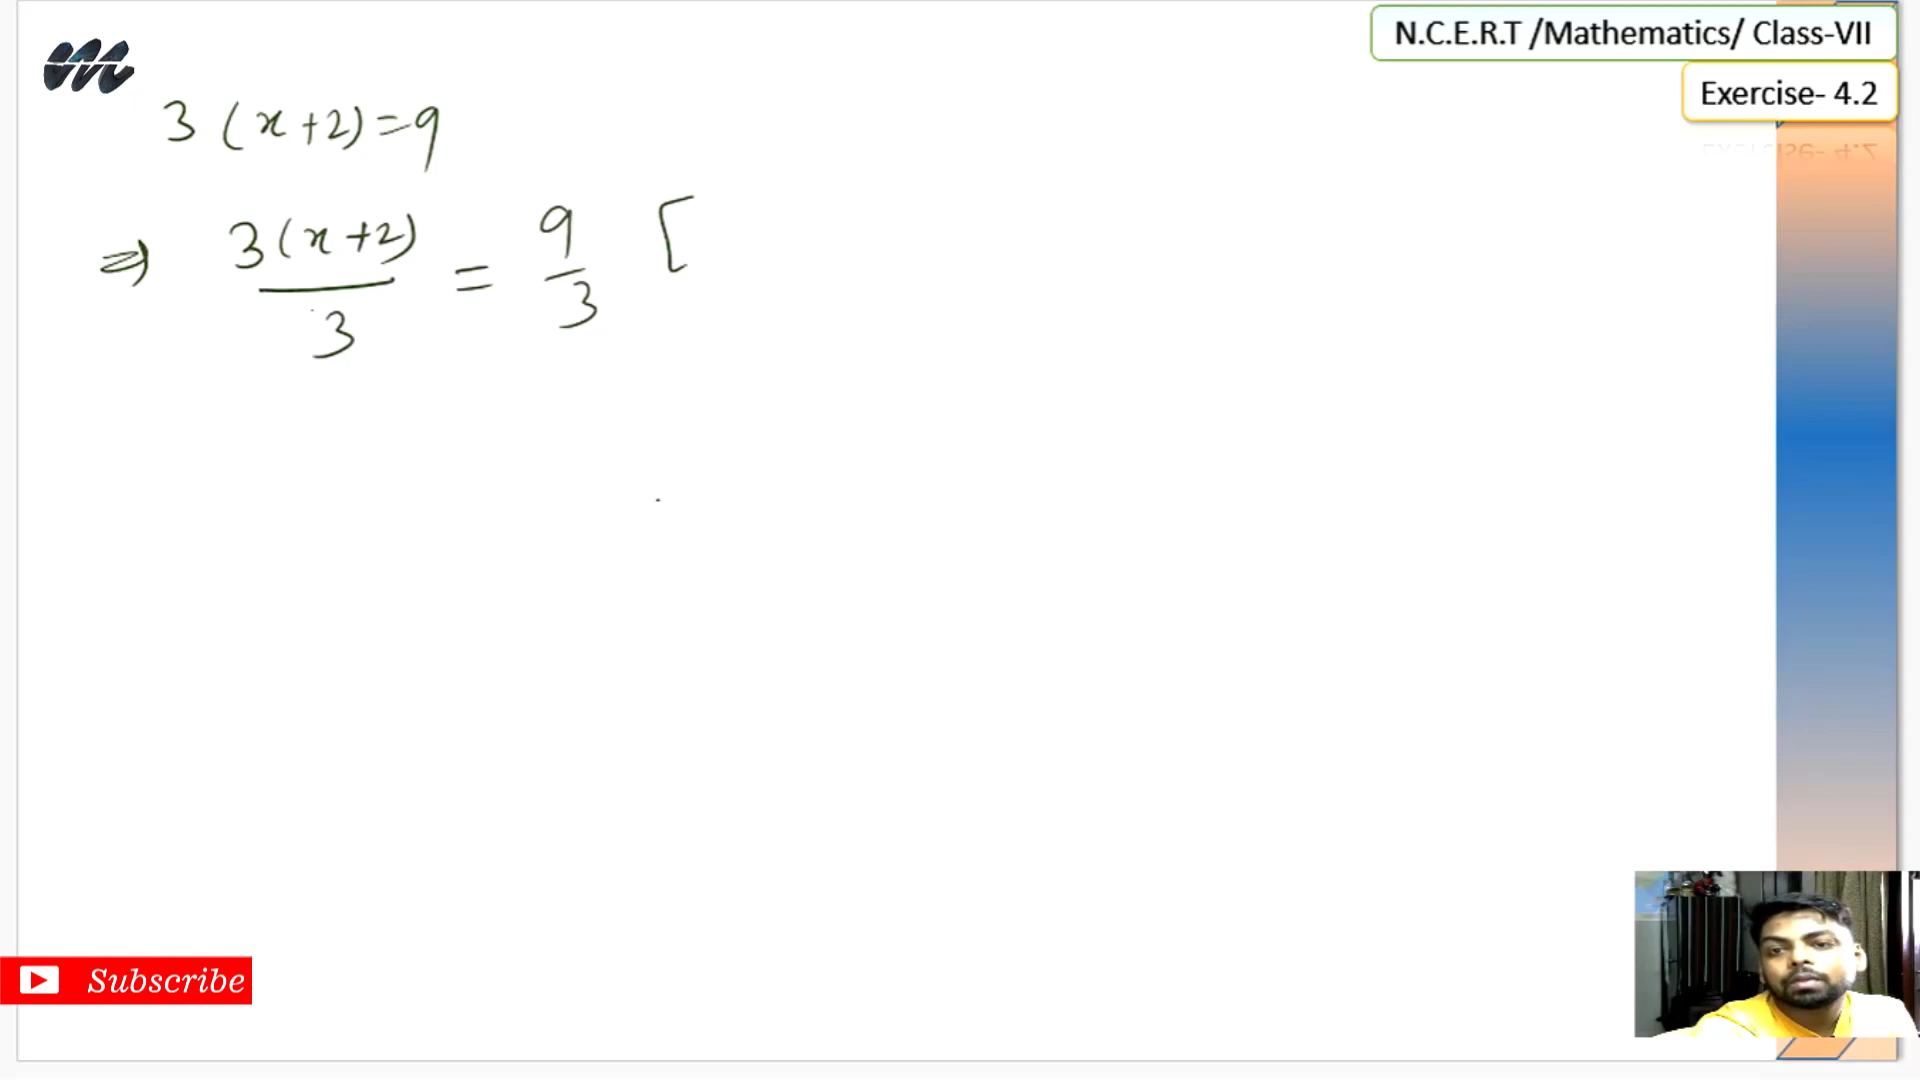 N.C.E.R.T /Mathematics/ Class-VII
Exercise- 4.2
3 (x+2)=9
⇒ 3(x+2)/3 = 9/3 [
Subscribe